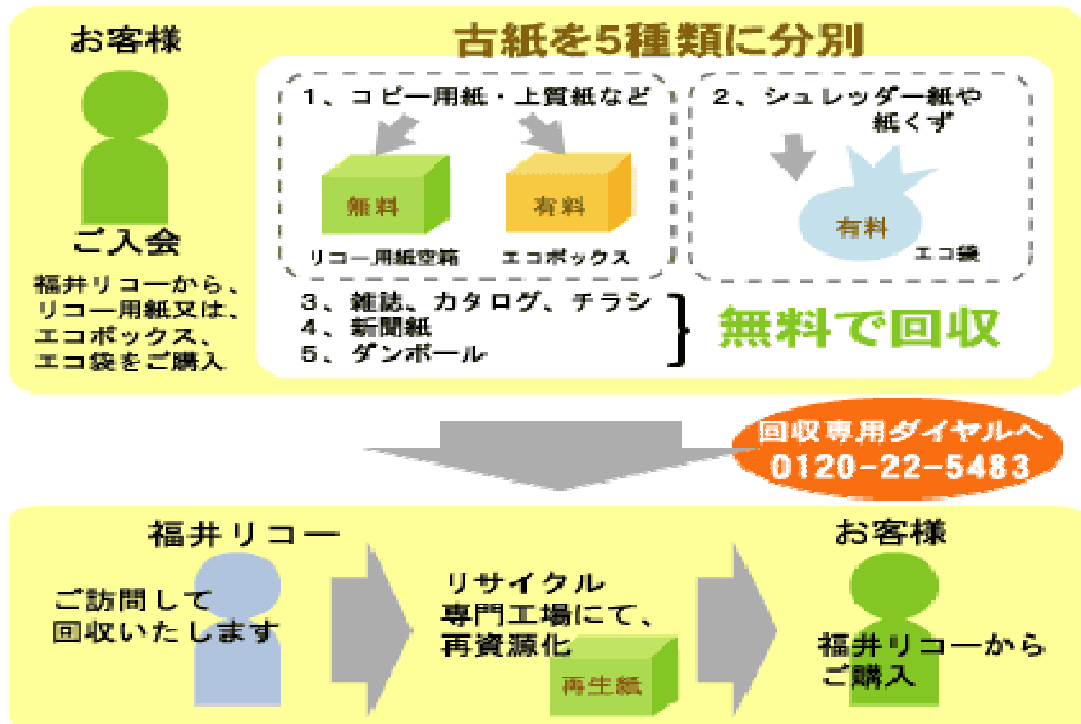 お客様
ご入会
福井リコーから、
リコー用紙又は、
エコボックス、
エコ袋をご購入
古紙を5種類に分別
1、コピー用紙・上質紙など
無料
リコー用紙空箱
有料
エコボックス
2、シュレッダー紙や
紙くず
有料
エコ袋
3、雑誌、カタログ、チラシ
4、新聞紙
5、ダンボール
無料で回収
回収専用ダイヤルへ
0120-22-5483
福井リコー
ご訪問して
回収いたします
リサイクル
専門工場にて、
再資源化
再生紙
お客様
福井リコーから
ご購入